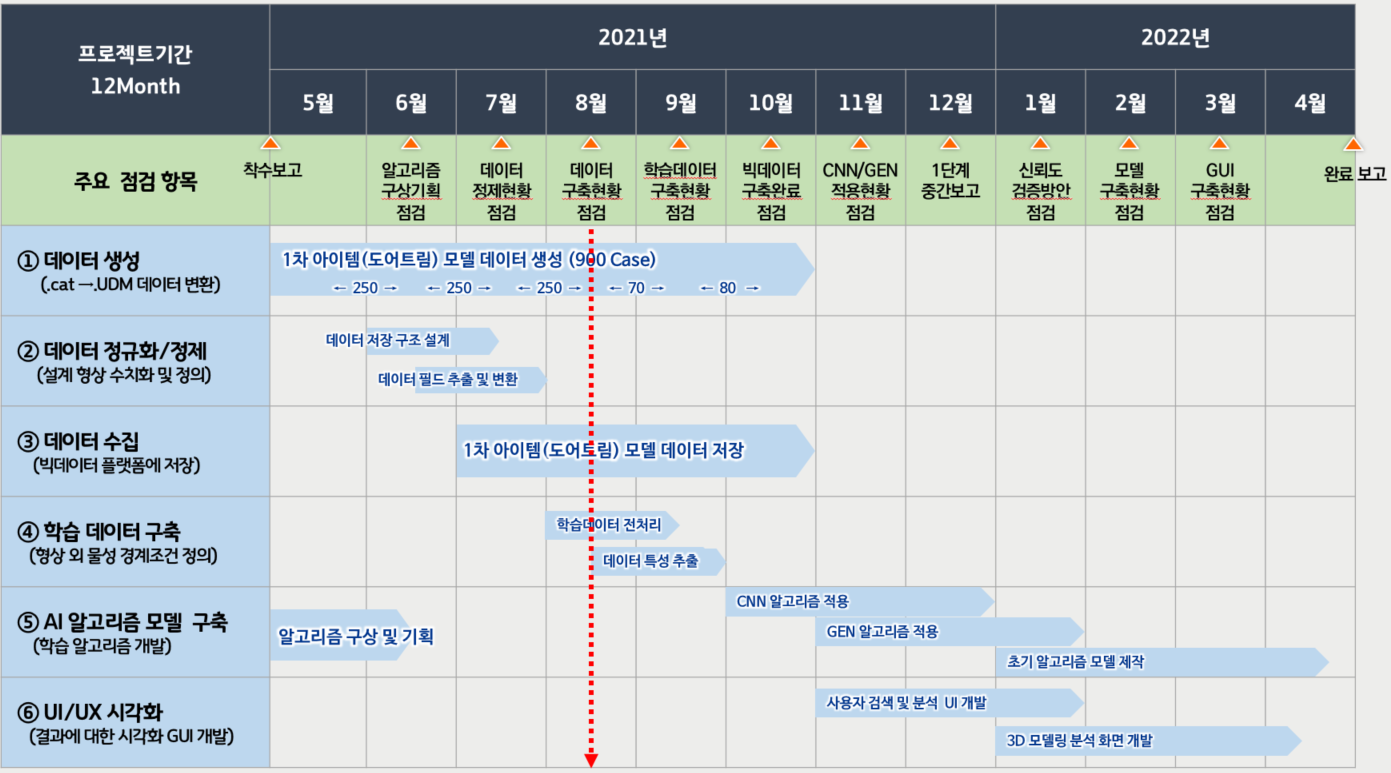 프로젝트기간
12Month
2021년
2022년
5월
6월
7월
8월
9월
10월
11월
12월
1월
2월
3월
4월
주요 점검 항목
착수보고
알고리즘
구상기획
점검
데이터
정제현황
점검
데이터
구축현황
점검
학습데이터
구축현황
점검
빅데이터
구축완료
점검
CNN/GEN
적용현황
점검
1단계
중간보고
신뢰도
검증방안
점검
모델
구축현황
점검
GUI
구축현황
점검
완료 보고
① 데이터 생성
(.cat →.UDM 데이터 변환)
1차 아이템(도어트림) 모델 데이터 생성 (900 Case)
← 250 → ← 250 → ← 250 → ← 70 → ← 80 →
② 데이터 정규화/정제
(설계 형상 수치화 및 정의)
데이터 저장 구조 설계
데이터 필드 추출 및 변환
③ 데이터 수집
(빅데이터 플랫폼에 저장)
1차 아이템(도어트림) 모델 데이터 저장
④ 학습 데이터 구축
(형상 외 물성 경계조건 정의)
학습데이터 전처리
데이터 특성 추출
⑤ AI 알고리즘 모델 구축
(학습 알고리즘 개발)
알고리즘 구상 및 기획
CNN 알고리즘 적용
GEN 알고리즘 적용
초기 알고리즘 모델 제작
⑥ UI/UX 시각화
(결과에 대한 시각화 GUI 개발)
사용자 검색 및 분석 UI 개발
3D 모델링 분석 화면 개발